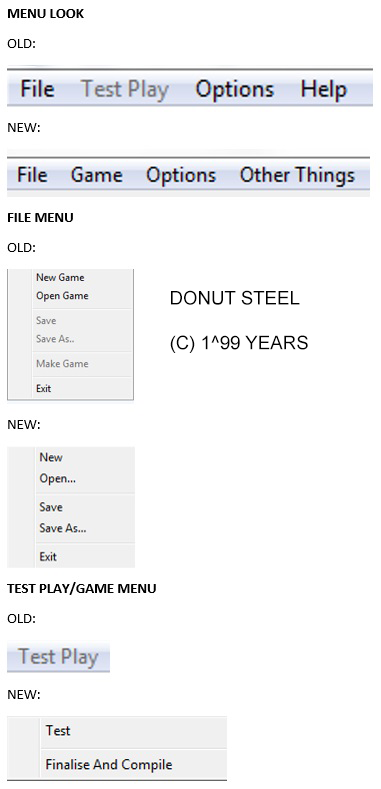 MENU LOOK
OLD:
File Test Play Options Help
NEW:
File Game Options Other Things
FILE MENU
OLD:
New Game
Open Game
Save
Save As..
Make Game
Exit
DONUT STEEL
(C) 1^99 YEARS
NEW:
New
Open...
Save
Save As...
Exit
TEST PLAY/GAME MENU
OLD:
Test Play
NEW:
Test
Finalise And Compile